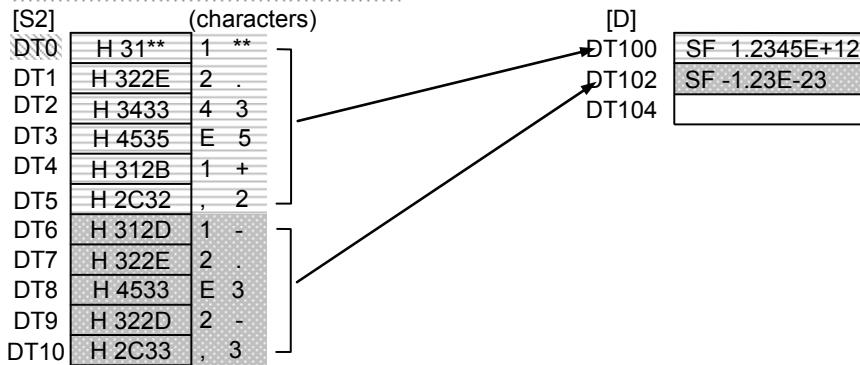 [S2] (characters) [D]
DT0 H 31** 1 ** DT100 SF 1.2345E+12
DT1 H 322E 2 . DT102 SF -1.23E-23
DT2 H 3433 4 3 DT104
DT3 H 4535 E 5
DT4 H 312B 1 +
DT5 H 2C32 , 2
DT6 H 312D 1 -
DT7 H 322E 2 .
DT8 H 4533 E 3
DT9 H 322D 2 -
DT10 H 2C33 , 3